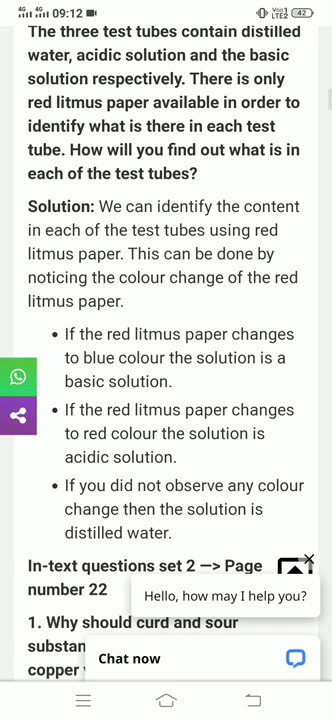 4G 4G 09:12 Vo) 1 LTE2 42
The three test tubes contain distilled
water, acidic solution and the basic
solution respectively. There is only
red litmus paper available in order to
identify what is there in each test
tube. How will you find out what is in
each of the test tubes?
Solution: We can identify the content
in each of the test tubes using red
litmus paper. This can be done by
noticing the colour change of the red
litmus paper.
• If the red litmus paper changes
to blue colour the solution is a
basic solution.
• If the red litmus paper changes
to red colour the solution is
acidic solution.
• If you did not observe any colour
change then the solution is
distilled water.
In-text questions set 2 —> Page
number 22
Hello, how may I help you?
1. Why should curd and sour
substan
Chat now
copper